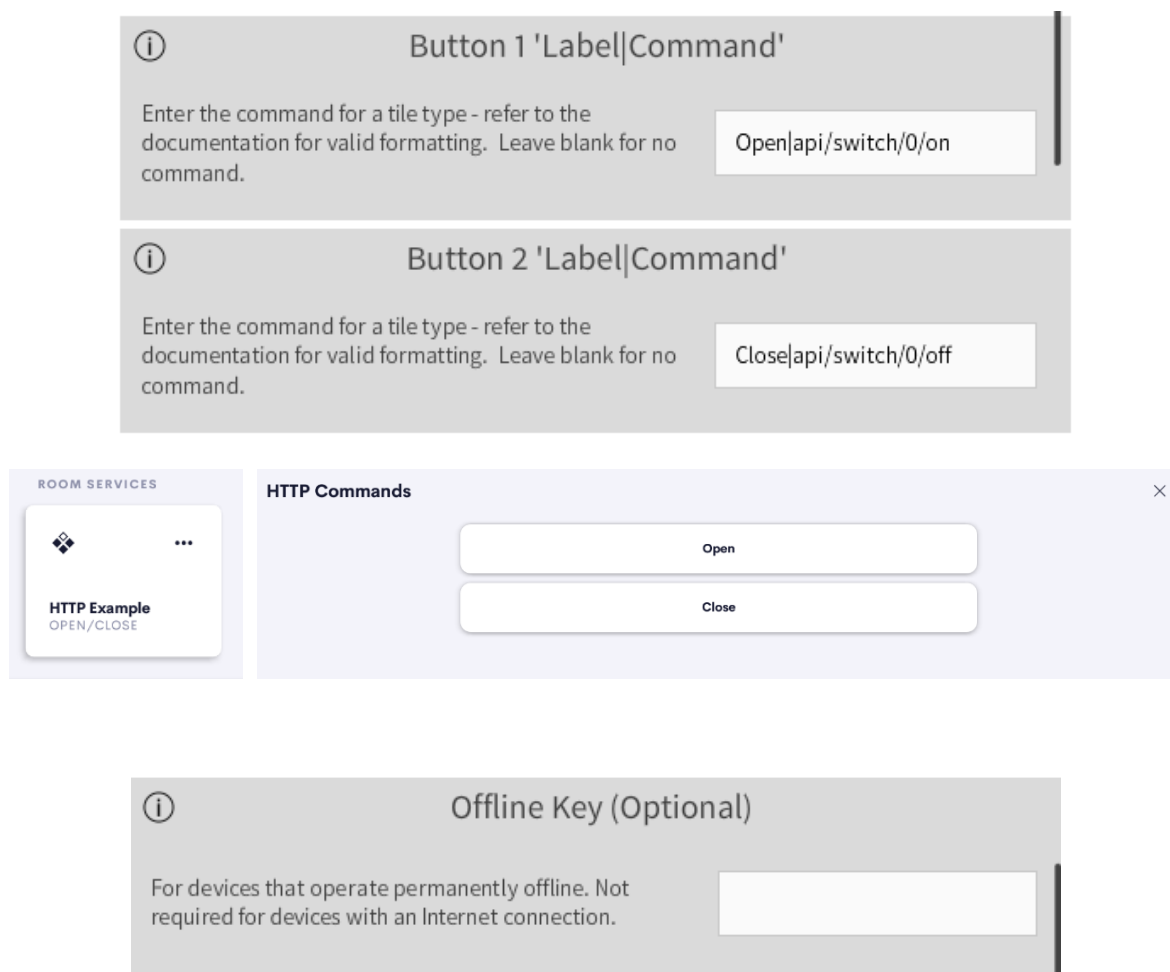 Button 1 'Label|Command'
Enter the command for a tile type - refer to the
documentation for valid formatting.  Leave blank for no
command.
Open|api/switch/0/on
Button 2 'Label|Command'
Enter the command for a tile type - refer to the
documentation for valid formatting.  Leave blank for no
command.
Close|api/switch/0/off
ROOM SERVICES
HTTP Example
OPEN/CLOSE
HTTP Commands
Open
Close
Offline Key (Optional)
For devices that operate permanently offline. Not
required for devices with an Internet connection.